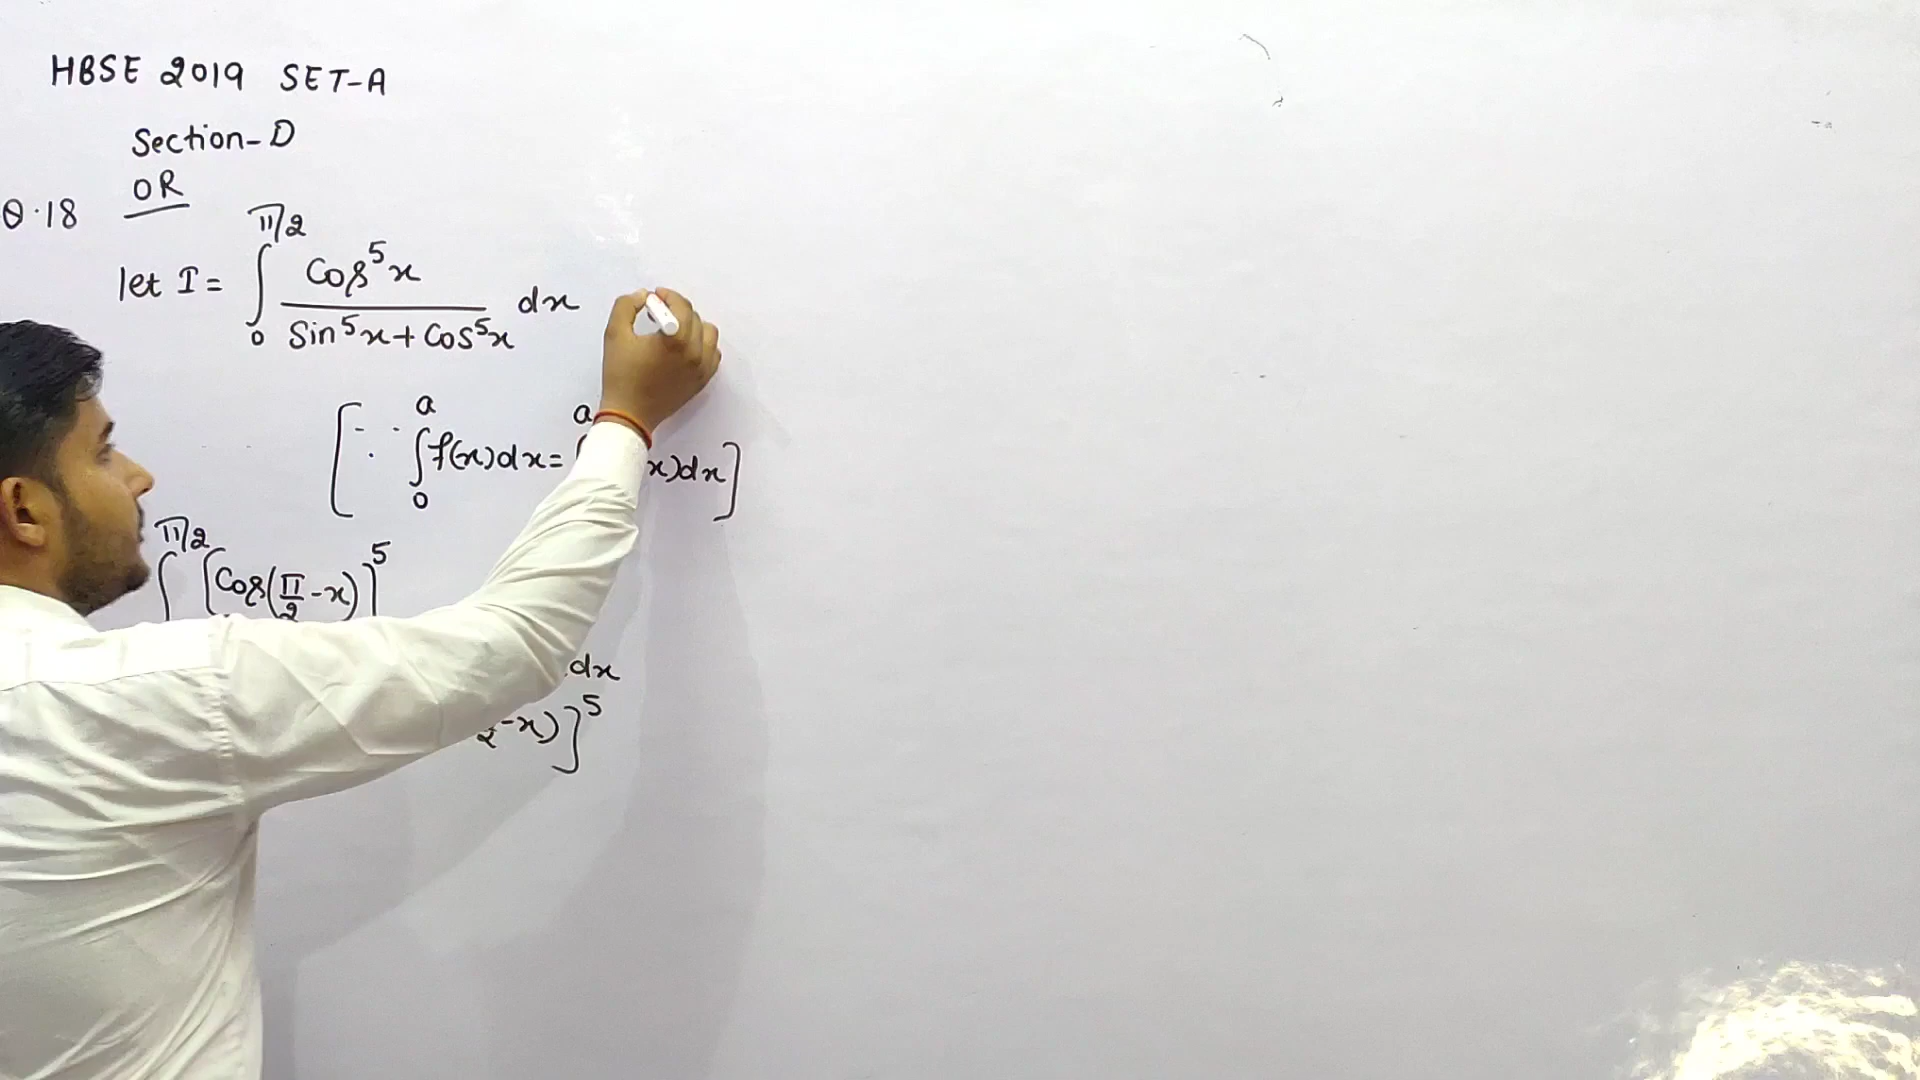 HBSE 2019 SET-A
Section-D
OR
Q.18
π/2
let I = ∫ Cos⁵x / Sin⁵x + Cos⁵x dx
0
a a
[∵ ∫ f(x)dx = x)dx]
0
π/2
∫ [Cos(π/2 -x)]⁵
dx
2 -x)]⁵